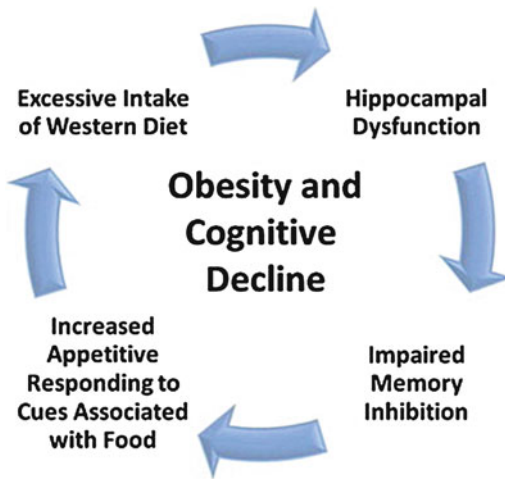 Excessive Intake
of Western Diet
Hippocampal
Dysfunction
Obesity and
Cognitive
Decline
Increased
Appetitive
Responding to
Cues Associated
with Food
Impaired
Memory
Inhibition